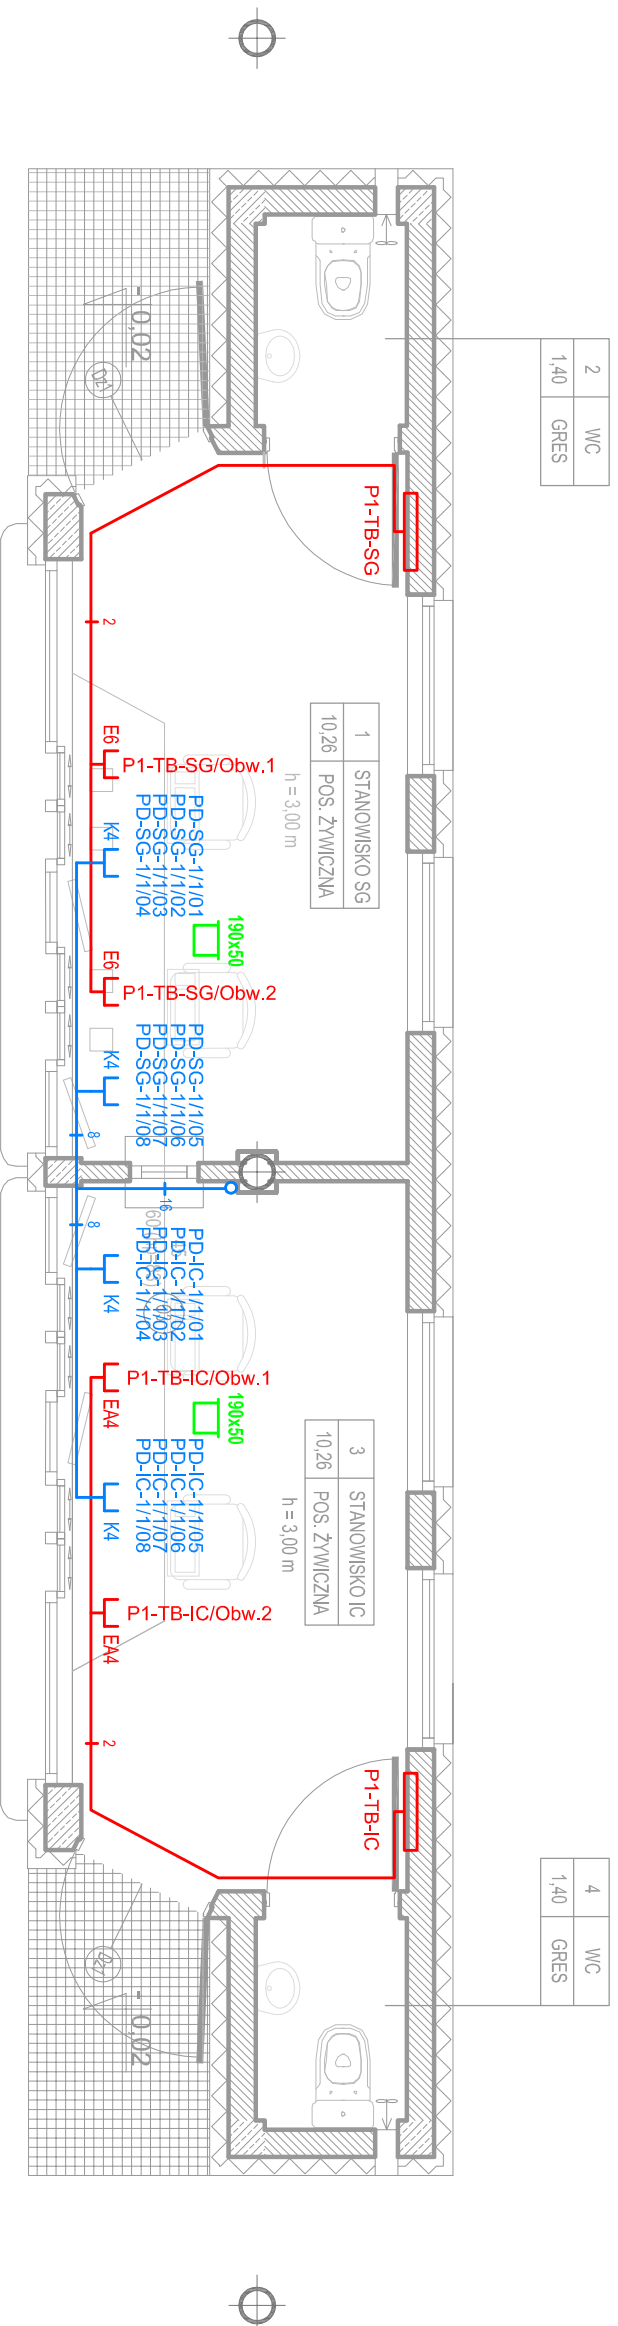 2 WC
1,40 GRES
- 0,02
Dz1
P1-TB-SG
2
1 STANOWISKO SG
10,26 POS. ŻYWICZNA
h = 3,00 m
E6
P1-TB-SG/Obw.1
K4
PD-SG-1/1/01
PD-SG-1/1/02
PD-SG-1/1/03
PD-SG-1/1/04
190x50
E6
P1-TB-SG/Obw.2
K4
PD-SG-1/1/05
PD-SG-1/1/06
PD-SG-1/1/07
PD-SG-1/1/08
8
16
8
PD-IC-1/1/01
PD-IC-1/1/02
PD-IC-1/1/03
PD-IC-1/1/04
K4
P1-TB-IC/Obw.1
EA4
190x50
3 STANOWISKO IC
10,26 POS. ŻYWICZNA
h = 3,00 m
PD-IC-1/1/05
PD-IC-1/1/06
PD-IC-1/1/07
PD-IC-1/1/08
K4
P1-TB-IC/Obw.2
EA4
2
P1-TB-IC
4 WC
1,40 GRES
- 0,02